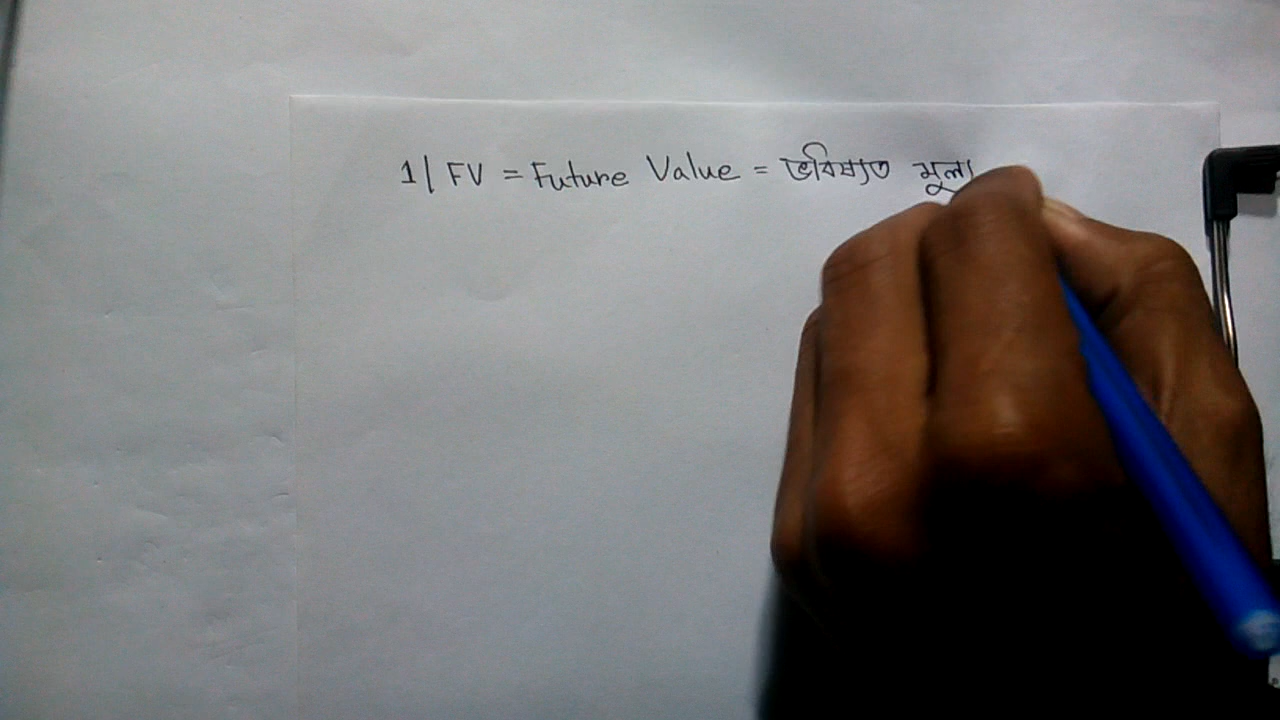 1| FV = Future Value = ভবিষ্যত মূল্য